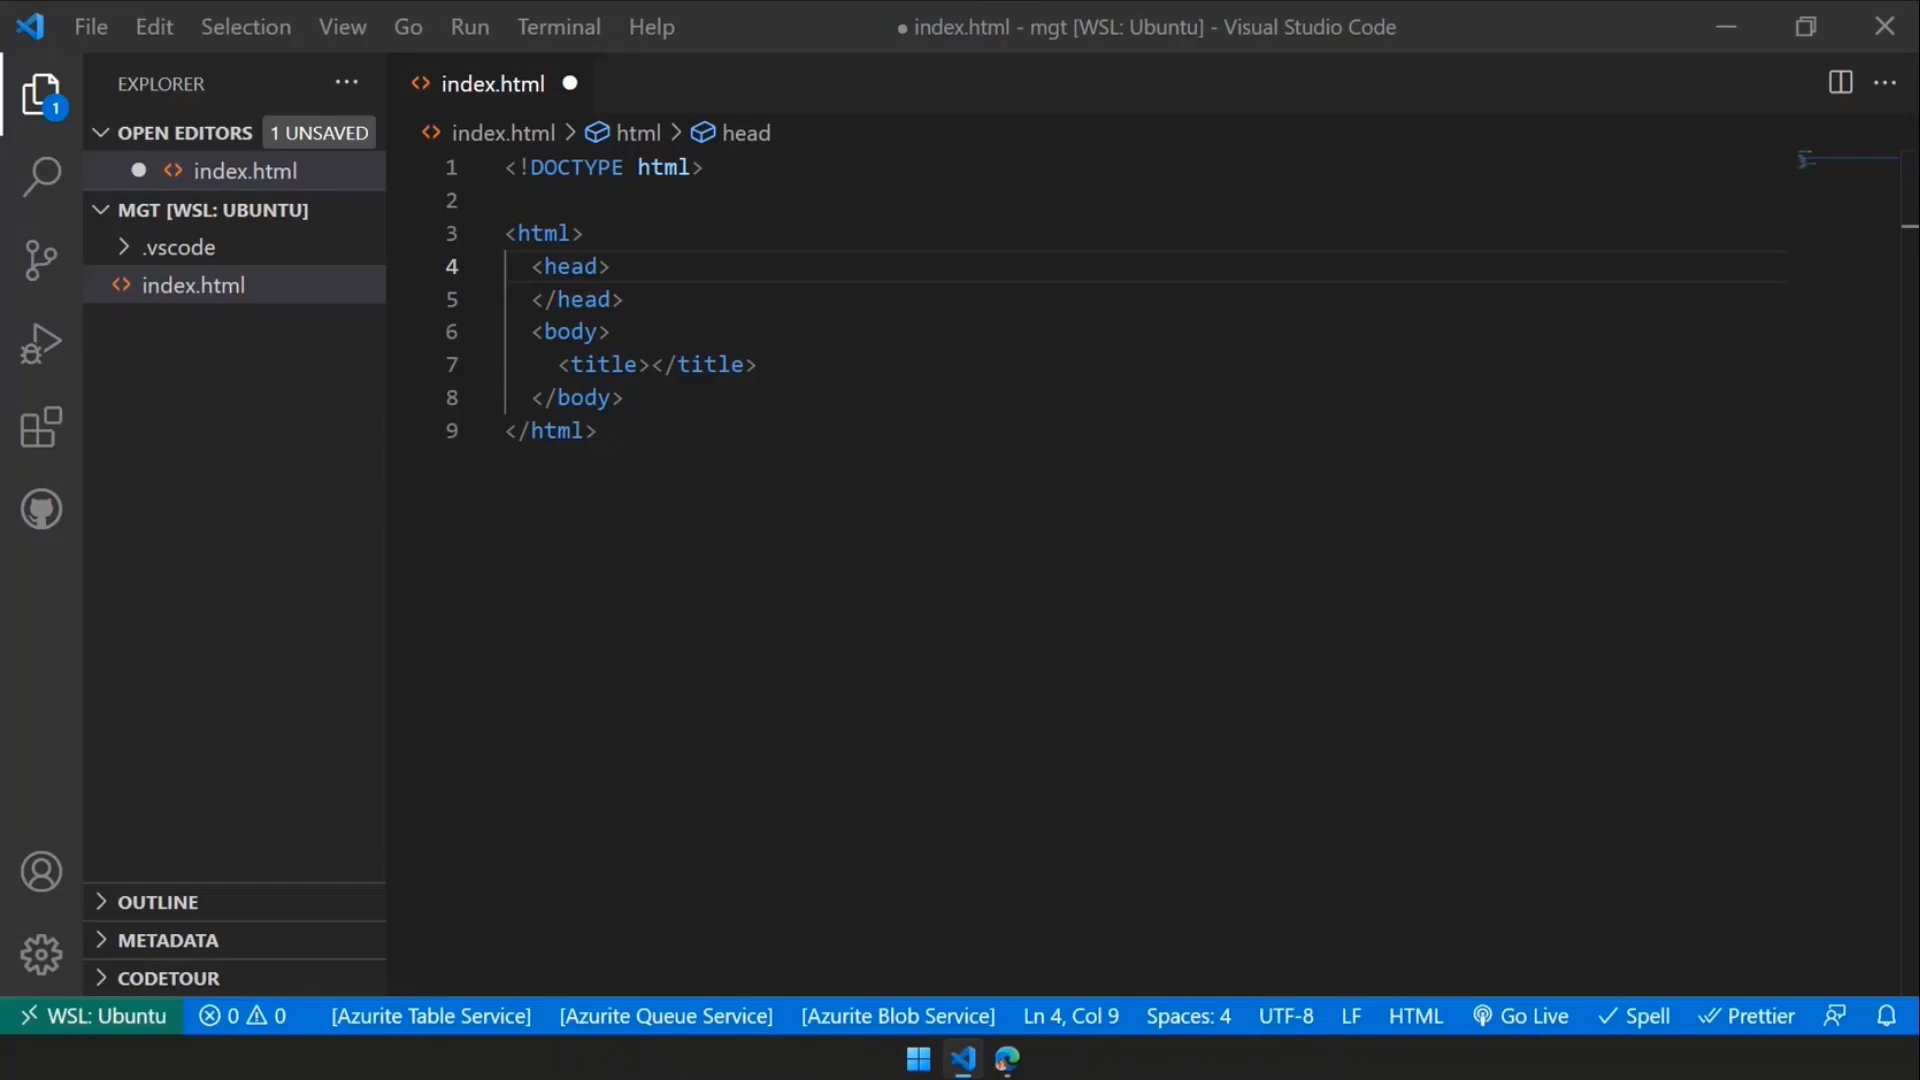 File Edit Selection View Go Run Terminal Help
● index.html - mgt [WSL: Ubuntu] - Visual Studio Code
1
EXPLORER
OPEN EDITORS 1 UNSAVED
index.html
MGT [WSL: UBUNTU]
.vscode
index.html
OUTLINE
METADATA
CODETOUR
index.html
index.html > html > head
1 <!DOCTYPE html>
2
3 <html>
4 <head>
5 </head>
6 <body>
7 <title></title>
8 </body>
9 </html>
WSL: Ubuntu 0 0 [Azurite Table Service] [Azurite Queue Service] [Azurite Blob Service] Ln 4, Col 9 Spaces: 4 UTF-8 LF HTML Go Live Spell Prettier